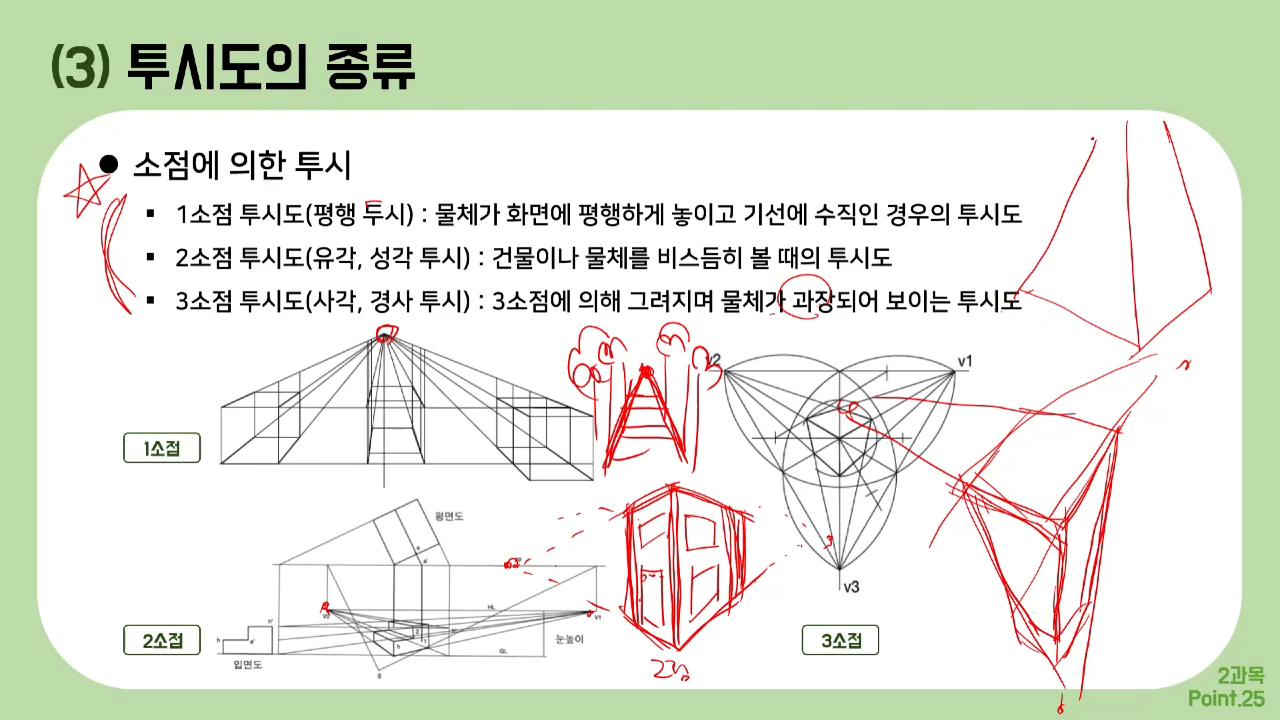 (3) 투시도의 종류
● 소점에 의한 투시
▪ 1소점 투시도(평행 투시) : 물체가 화면에 평행하게 놓이고 기선에 수직인 경우의 투시도
▪ 2소점 투시도(유각, 성각 투시) : 건물이나 물체를 비스듬히 볼 때의 투시도
▪ 3소점 투시도(사각, 경사 투시) : 3소점에 의해 그려지며 물체가 과장되어 보이는 투시도
v2
v1
1소점
평면도
v3
HL
V2
V1
h
눈높이
GL
입면도
S
2소점
2점
3소점
2과목
Point.25